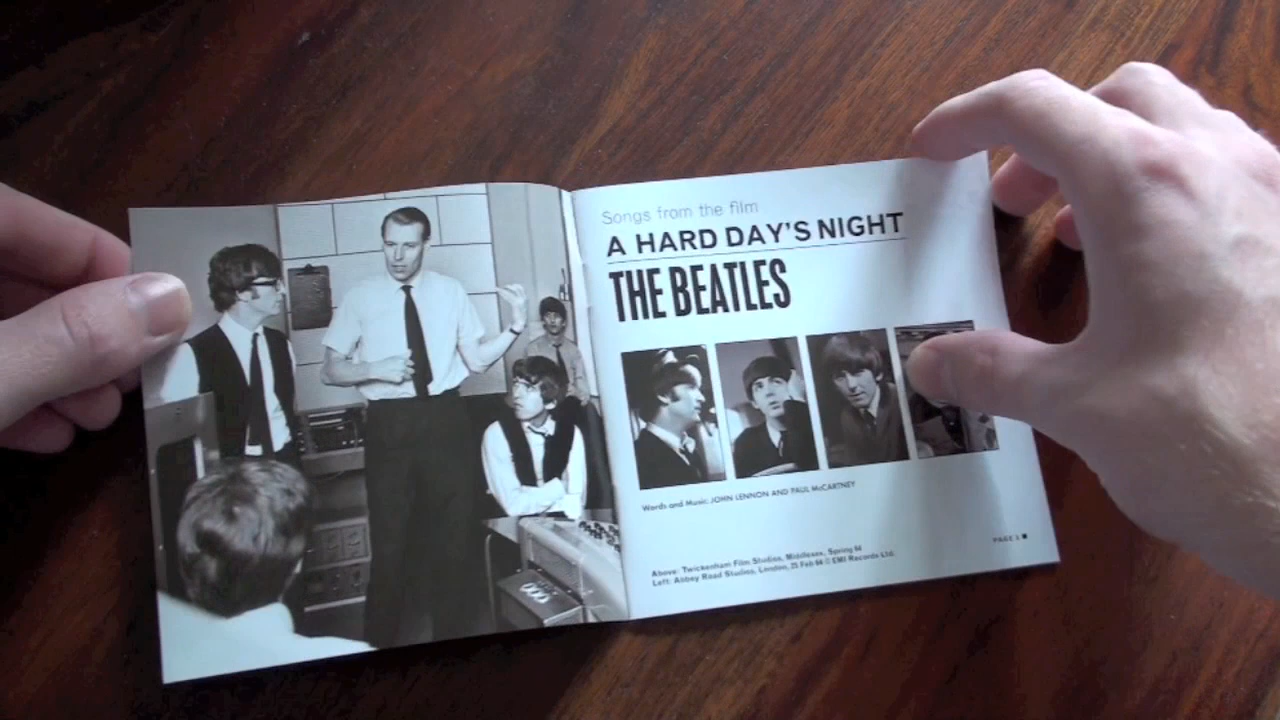 Songs from the film
A HARD DAY'S NIGHT
THE BEATLES
Words and Music: JOHN LENNON AND PAUL McCARTNEY
Above: Twickenham Film Studios, Middlesex, Spring 64
Left: Abbey Road Studios, London, 25 Feb 64 © EMI Records Ltd.
PAGE